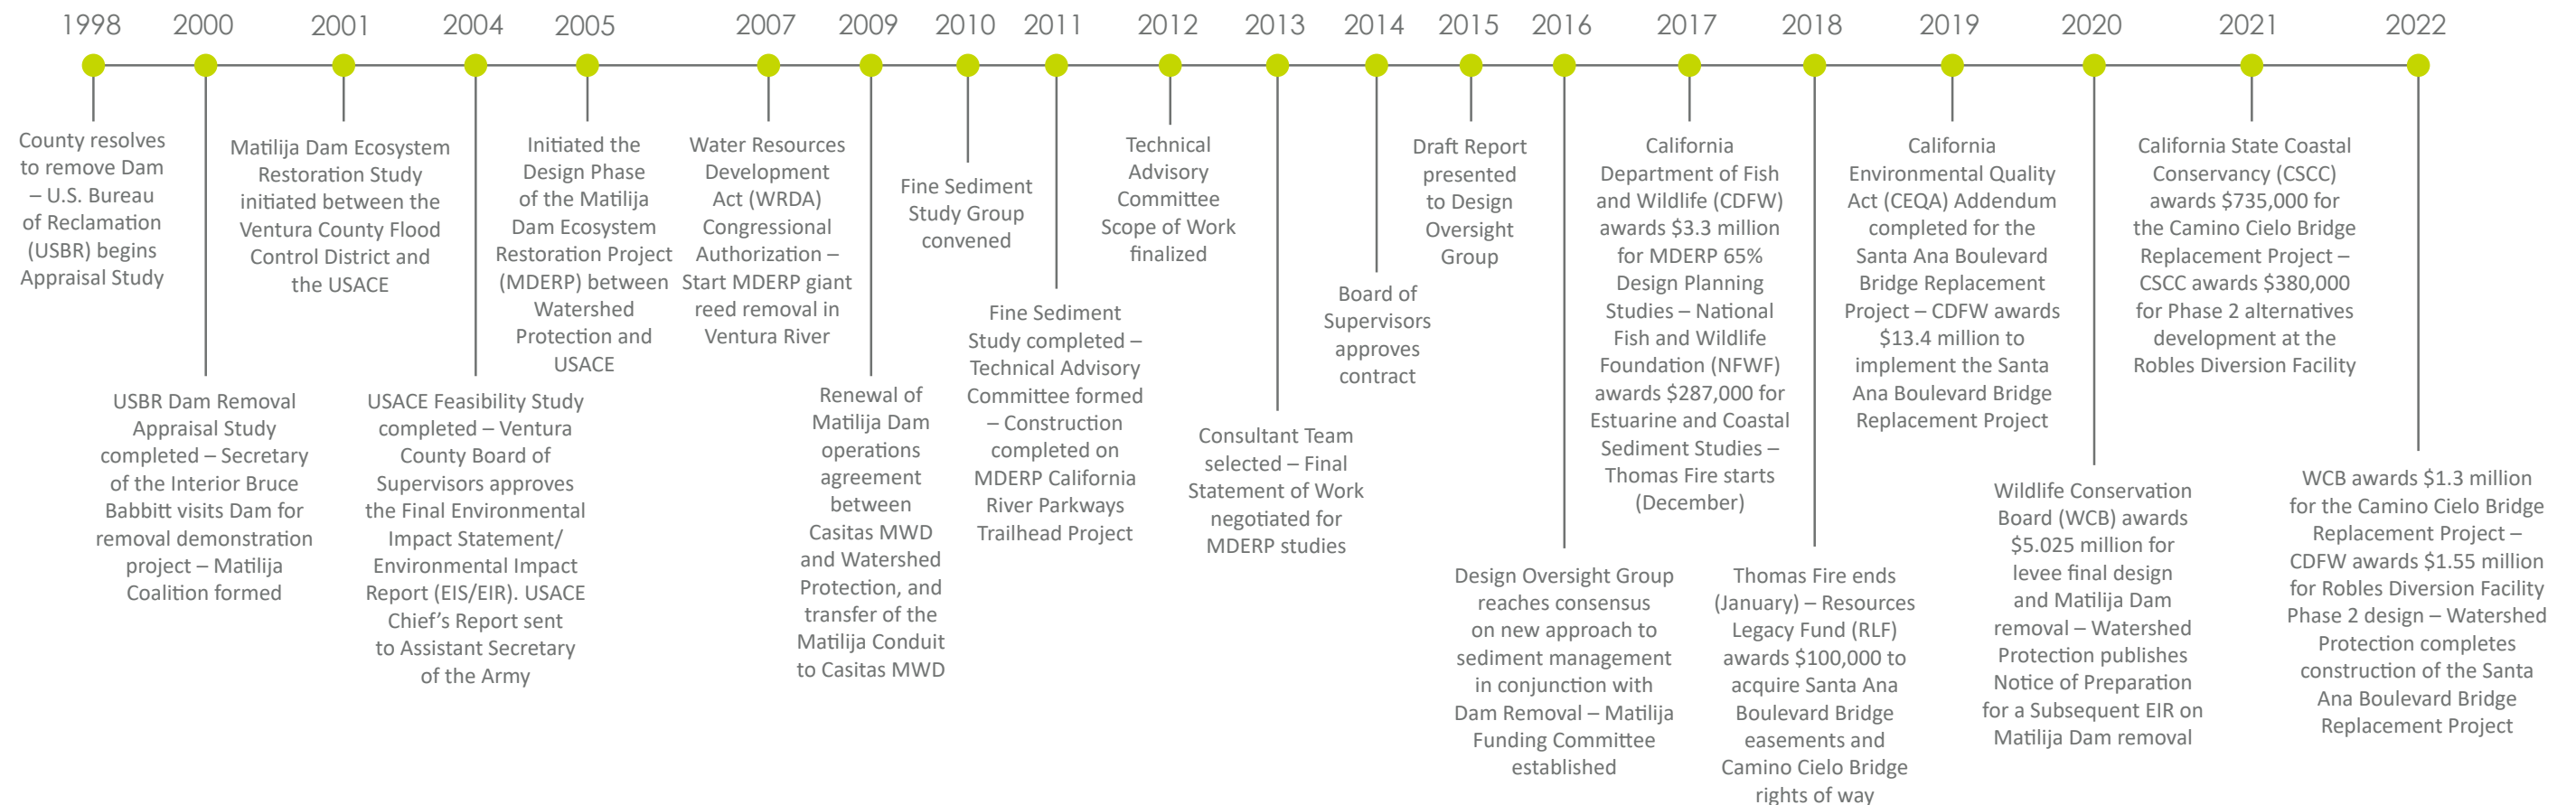 1998
2000
2001
2004
2005
2007
2009
2010
2011
2012
2013
2014
2015
2016
2017
2018
2019
2020
2021
2022
County resolves
to remove Dam
– U.S. Bureau
of Reclamation
(USBR) begins
Appraisal Study
USBR Dam Removal
Appraisal Study
completed – Secretary
of the Interior Bruce
Babbitt visits Dam for
removal demonstration
project – Matilija
Coalition formed
Matilija Dam Ecosystem
Restoration Study
initiated between the
Ventura County Flood
Control District and
the USACE
USACE Feasibility Study
completed – Ventura
County Board of
Supervisors approves
the Final Environmental
Impact Statement/
Environmental Impact
Report (EIS/EIR). USACE
Chief's Report sent
to Assistant Secretary
of the Army
Initiated the
Design Phase
of the Matilija
Dam Ecosystem
Restoration Project
(MDERP) between
Watershed
Protection and
USACE
Water Resources
Development
Act (WRDA)
Congressional
Authorization –
Start MDERP giant
reed removal in
Ventura River
Renewal of
Matilija Dam
operations
agreement
between
Casitas MWD
and Watershed
Protection, and
transfer of the
Matilija Conduit
to Casitas MWD
Fine Sediment
Study Group
convened
Fine Sediment
Study completed –
Technical Advisory
Committee formed
– Construction
completed on
MDERP California
River Parkways
Trailhead Project
Technical
Advisory
Committee
Scope of Work
finalized
Consultant Team
selected – Final
Statement of Work
negotiated for
MDERP studies
Board of
Supervisors
approves
contract
Draft Report
presented
to Design
Oversight
Group
Design Oversight Group
reaches consensus
on new approach to
sediment management
in conjunction with
Dam Removal – Matilija
Funding Committee
established
California
Department of Fish
and Wildlife (CDFW)
awards $3.3 million
for MDERP 65%
Design Planning
Studies – National
Fish and Wildlife
Foundation (NFWF)
awards $287,000 for
Estuarine and Coastal
Sediment Studies –
Thomas Fire starts
(December)
Thomas Fire ends
(January) – Resources
Legacy Fund (RLF)
awards $100,000 to
acquire Santa Ana
Boulevard Bridge
easements and
Camino Cielo Bridge
rights of way
California
Environmental Quality
Act (CEQA) Addendum
completed for the
Santa Ana Boulevard
Bridge Replacement
Project – CDFW awards
$13.4 million to
implement the Santa
Ana Boulevard Bridge
Replacement Project
Wildlife Conservation
Board (WCB) awards
$5.025 million for
levee final design
and Matilija Dam
removal – Watershed
Protection publishes
Notice of Preparation
for a Subsequent EIR on
Matilija Dam removal
California State Coastal
Conservancy (CSCC)
awards $735,000 for
the Camino Cielo Bridge
Replacement Project –
CSCC awards $380,000
for Phase 2 alternatives
development at the
Robles Diversion Facility
WCB awards $1.3 million
for the Camino Cielo Bridge
Replacement Project –
CDFW awards $1.55 million
for Robles Diversion Facility
Phase 2 design – Watershed
Protection completes
construction of the Santa
Ana Boulevard Bridge
Replacement Project